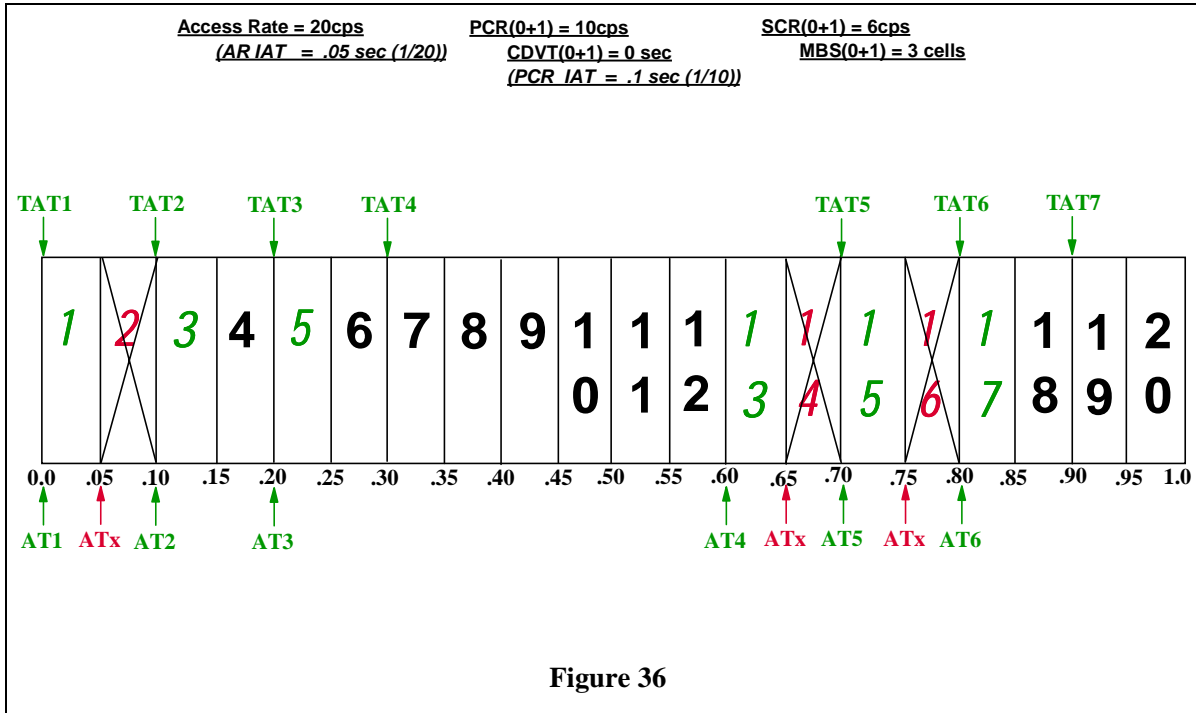 Access Rate = 20cps PCR(0+1) = 10cps SCR(0+1) = 6cps
(AR IAT = .05 sec (1/20)) CDVT(0+1) = 0 sec MBS(0+1) = 3 cells
(PCR IAT = .1 sec (1/10))
TAT1 TAT2 TAT3 TAT4 TAT5 TAT6 TAT7
1 2 3 4 5 6 7 8 9 10 11 12 13 14 15 16 17 18 19 20
0.0 .05 .10 .15 .20 .25 .30 .35 .40 .45 .50 .55 .60 .65 .70 .75 .80 .85 .90 .95 1.0
AT1 ATx AT2 AT3 AT4 ATx AT5 ATx AT6
Figure 36